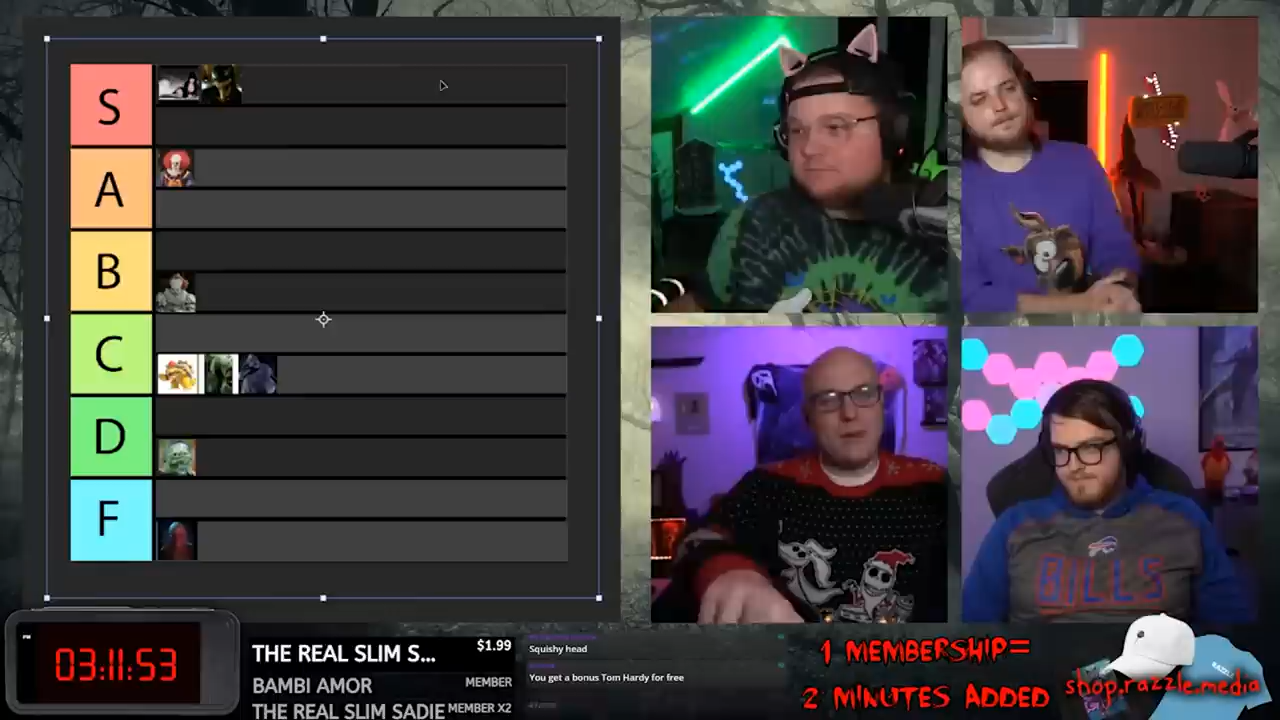 S
A
B
C
D
F
BILLS
PM
03:11:53
THE REAL SLIM S... $1.99
BAMBI AMOR MEMBER
THE REAL SLIM SADIE MEMBER X2
Squishy head
You get a bonus Tom Hardy for free
1 MEMBERSHIP=
2 MINUTES ADDED
shop.razzle.media